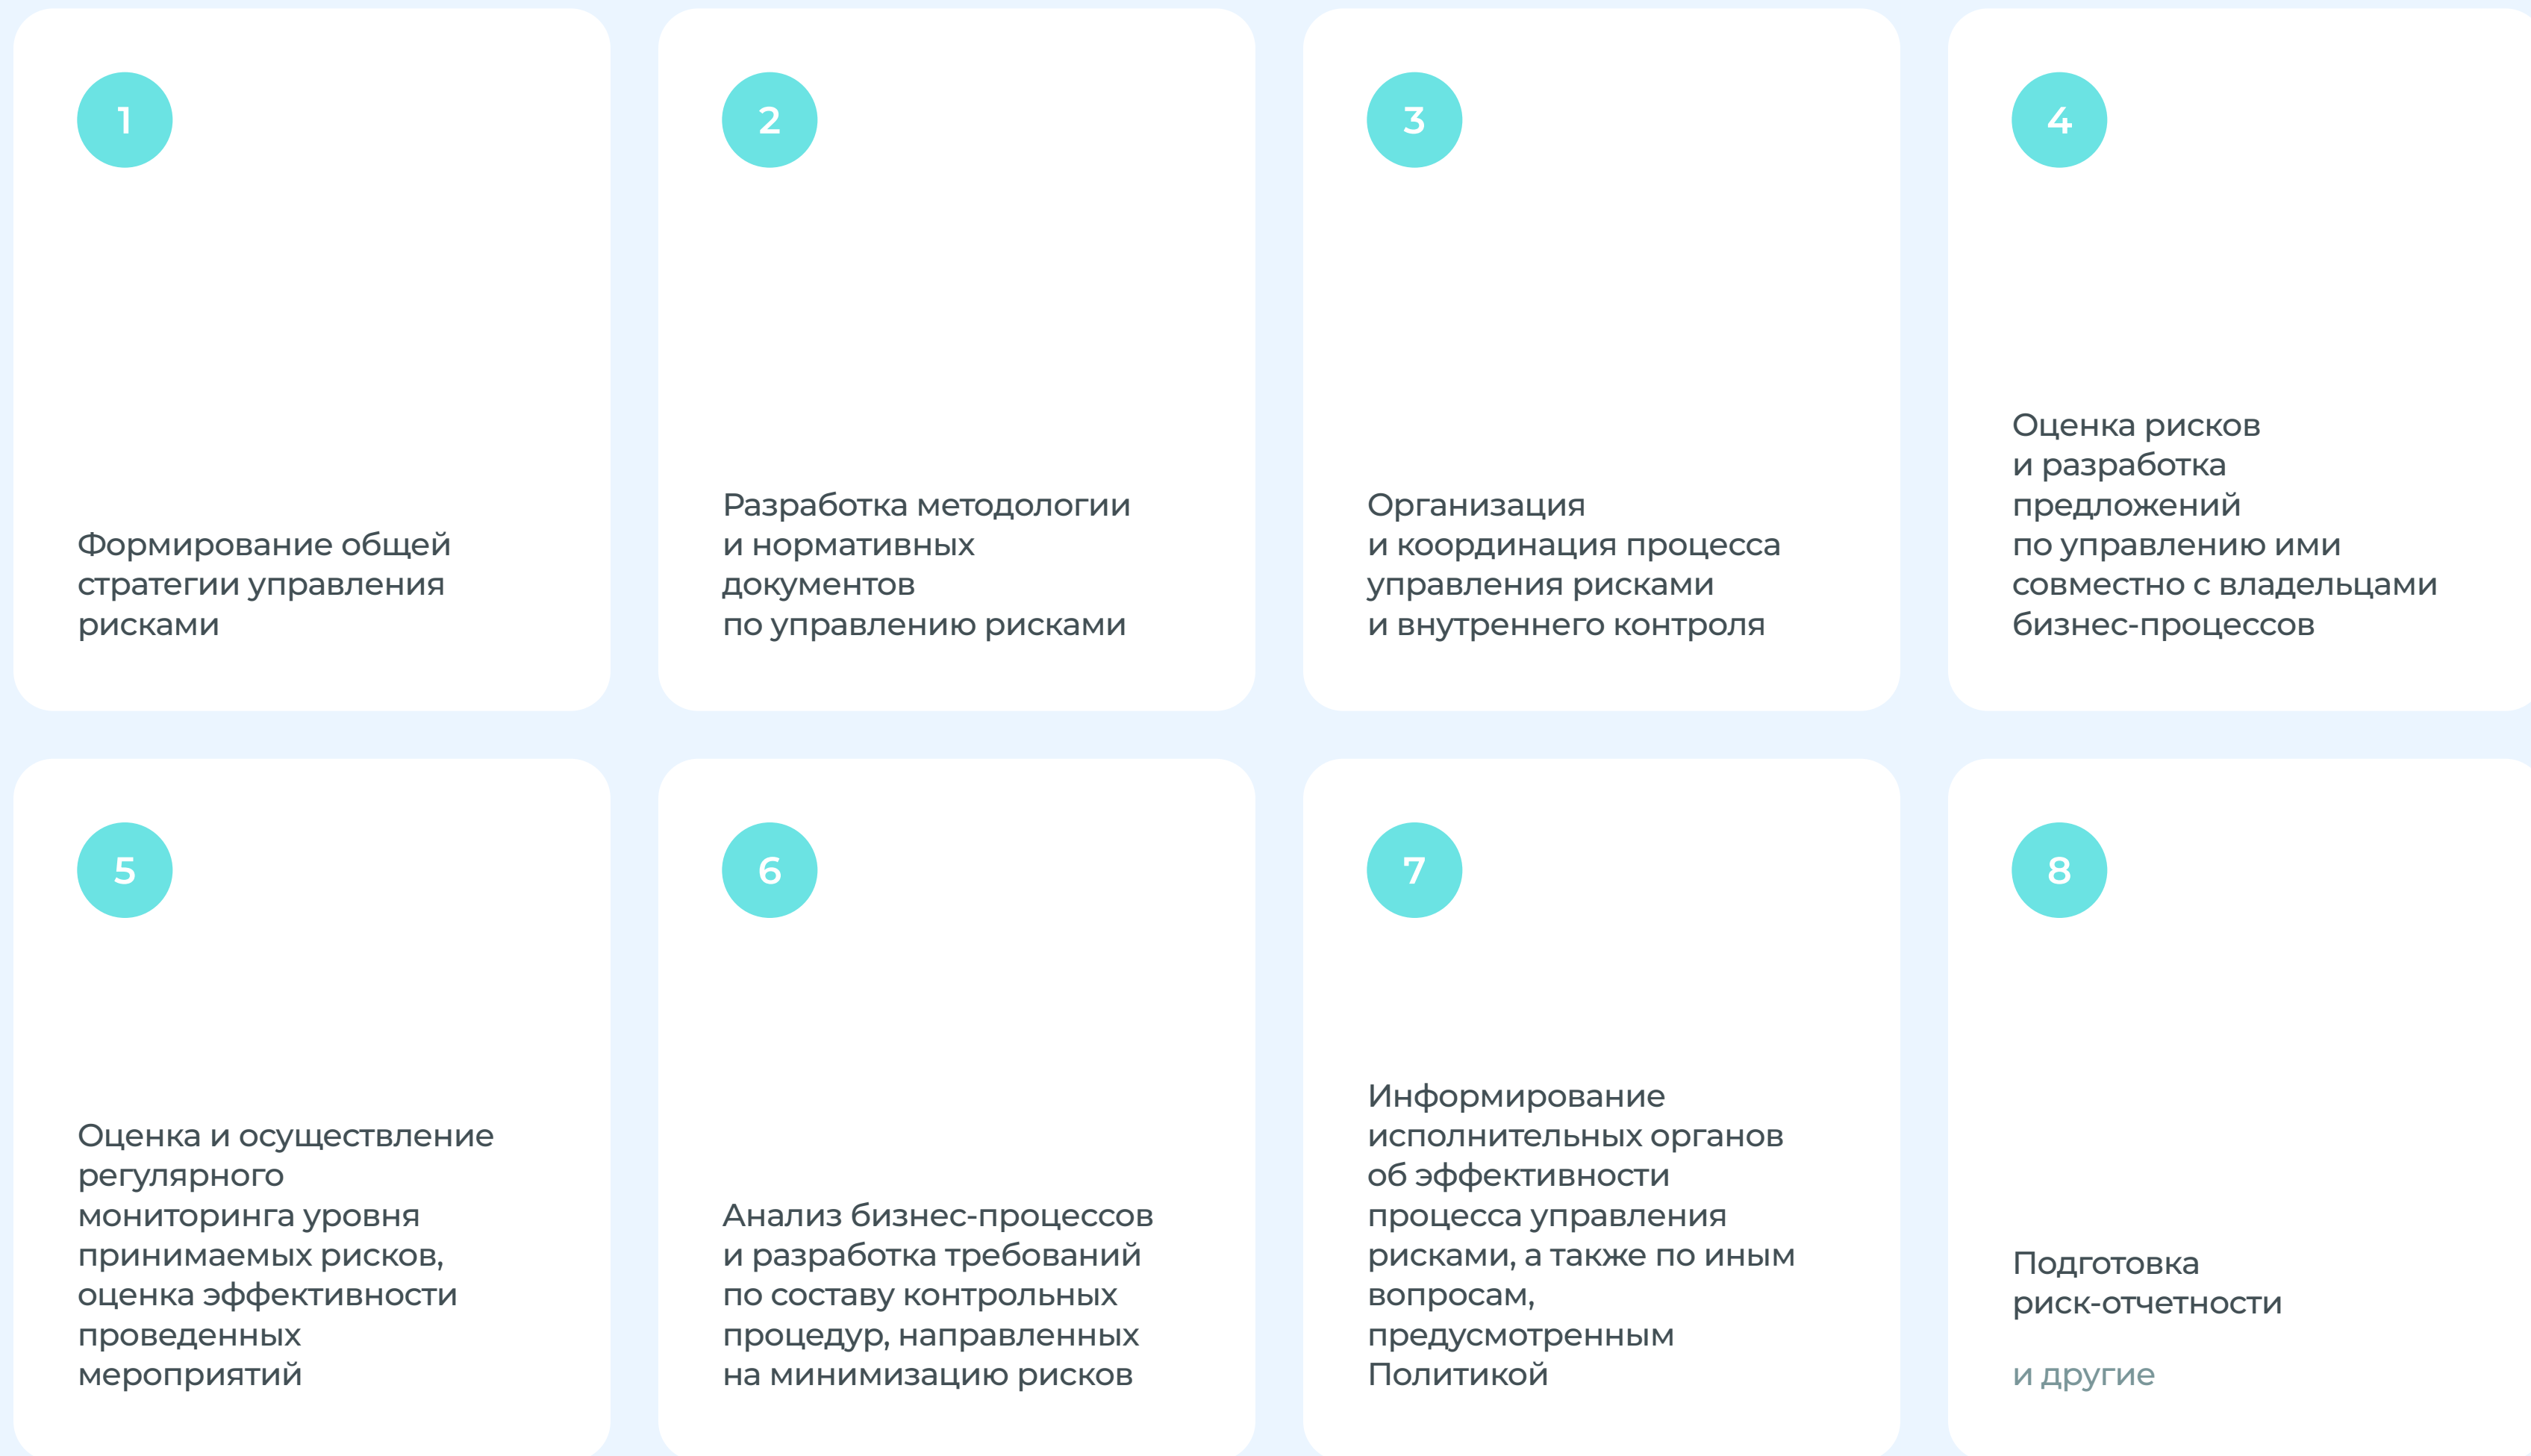 1
Формирование общей
стратегии управления
рисками
2
Разработка методологии
и нормативных
документов
по управлению рисками
3
Организация
и координация процесса
управления рисками
и внутреннего контроля
4
Оценка рисков
и разработка
предложений
по управлению ими
совместно с владельцами
бизнес-процессов
5
Оценка и осуществление
регулярного
мониторинга уровня
принимаемых рисков,
оценка эффективности
проведенных
мероприятий
6
Анализ бизнес-процессов
и разработка требований
по составу контрольных
процедур, направленных
на минимизацию рисков
7
Информирование
исполнительных органов
об эффективности
процесса управления
рисками, а также по иным
вопросам,
предусмотренным
Политикой
8
Подготовка
риск-отчетности
и другие